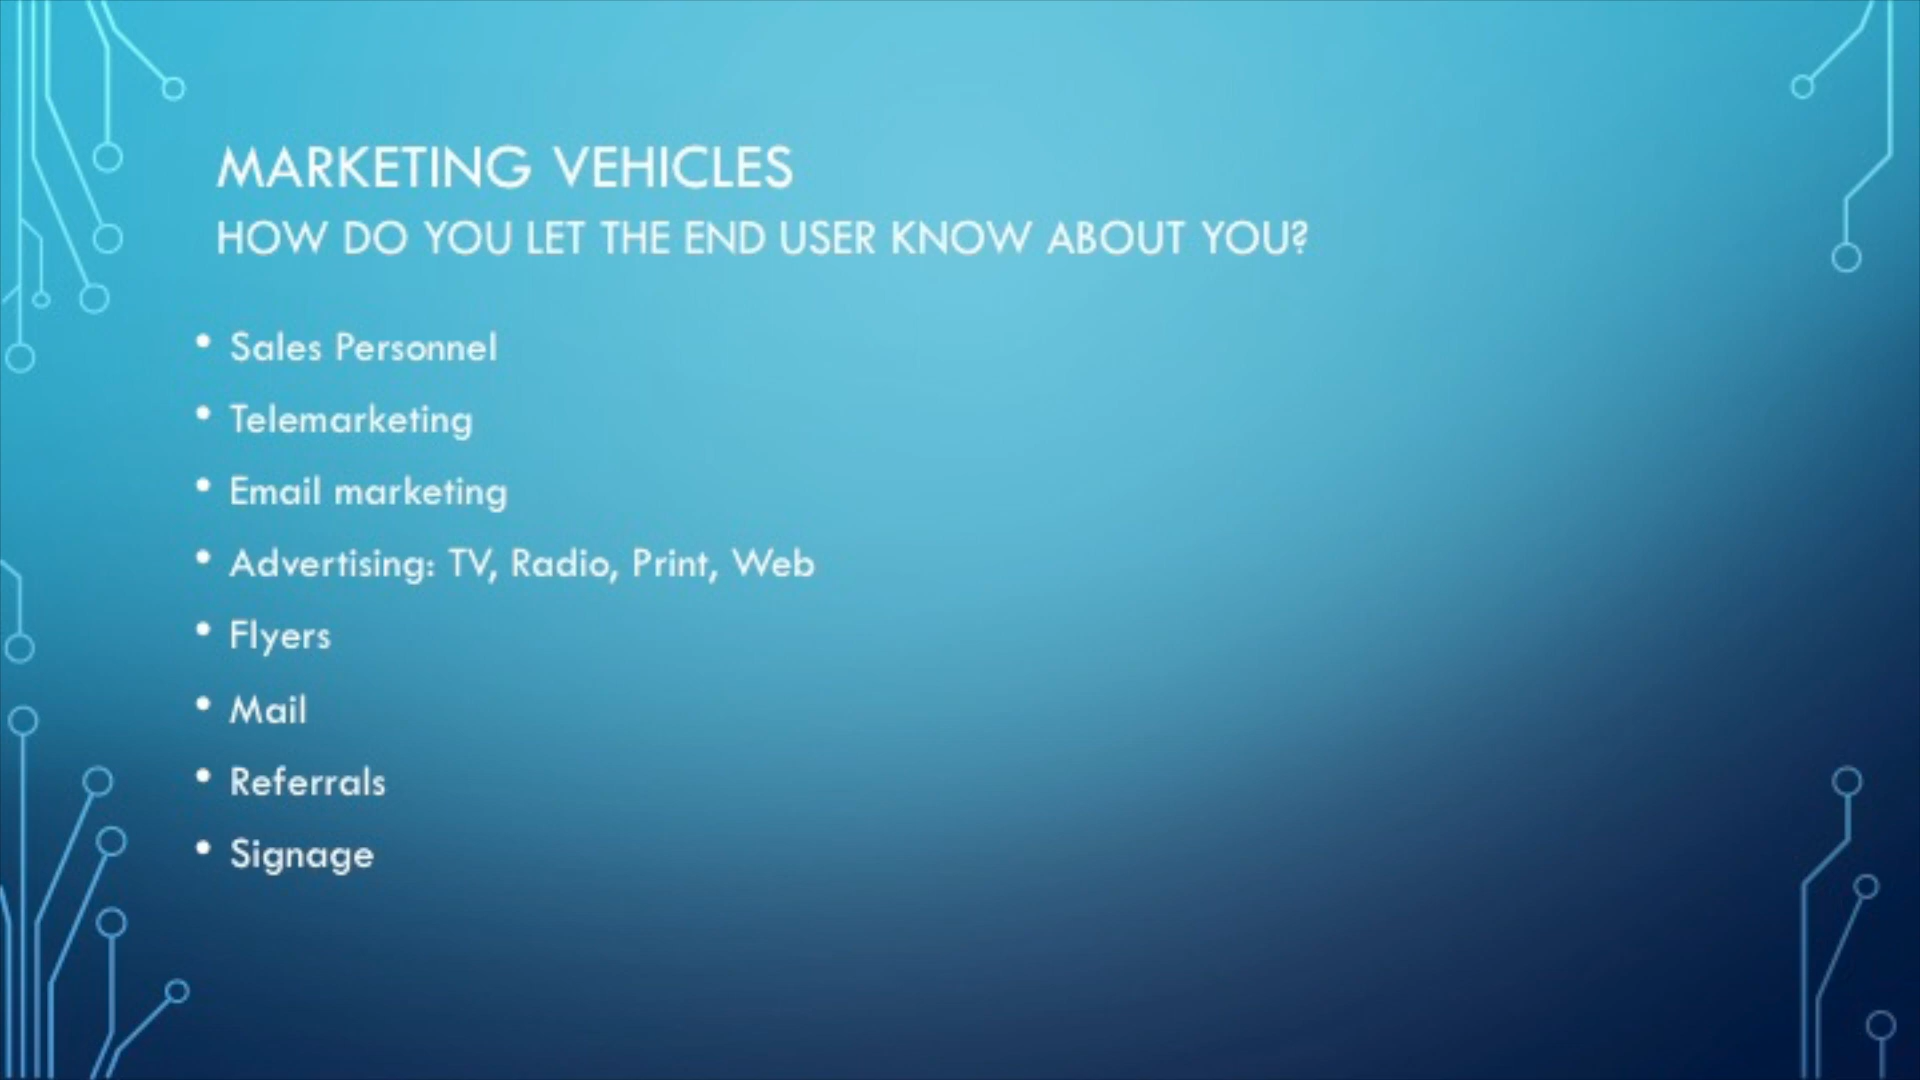 MARKETING VEHICLES
HOW DO YOU LET THE END USER KNOW ABOUT YOU?
• Sales Personnel
• Telemarketing
• Email marketing
• Advertising: TV, Radio, Print, Web
• Flyers
• Mail
• Referrals
• Signage